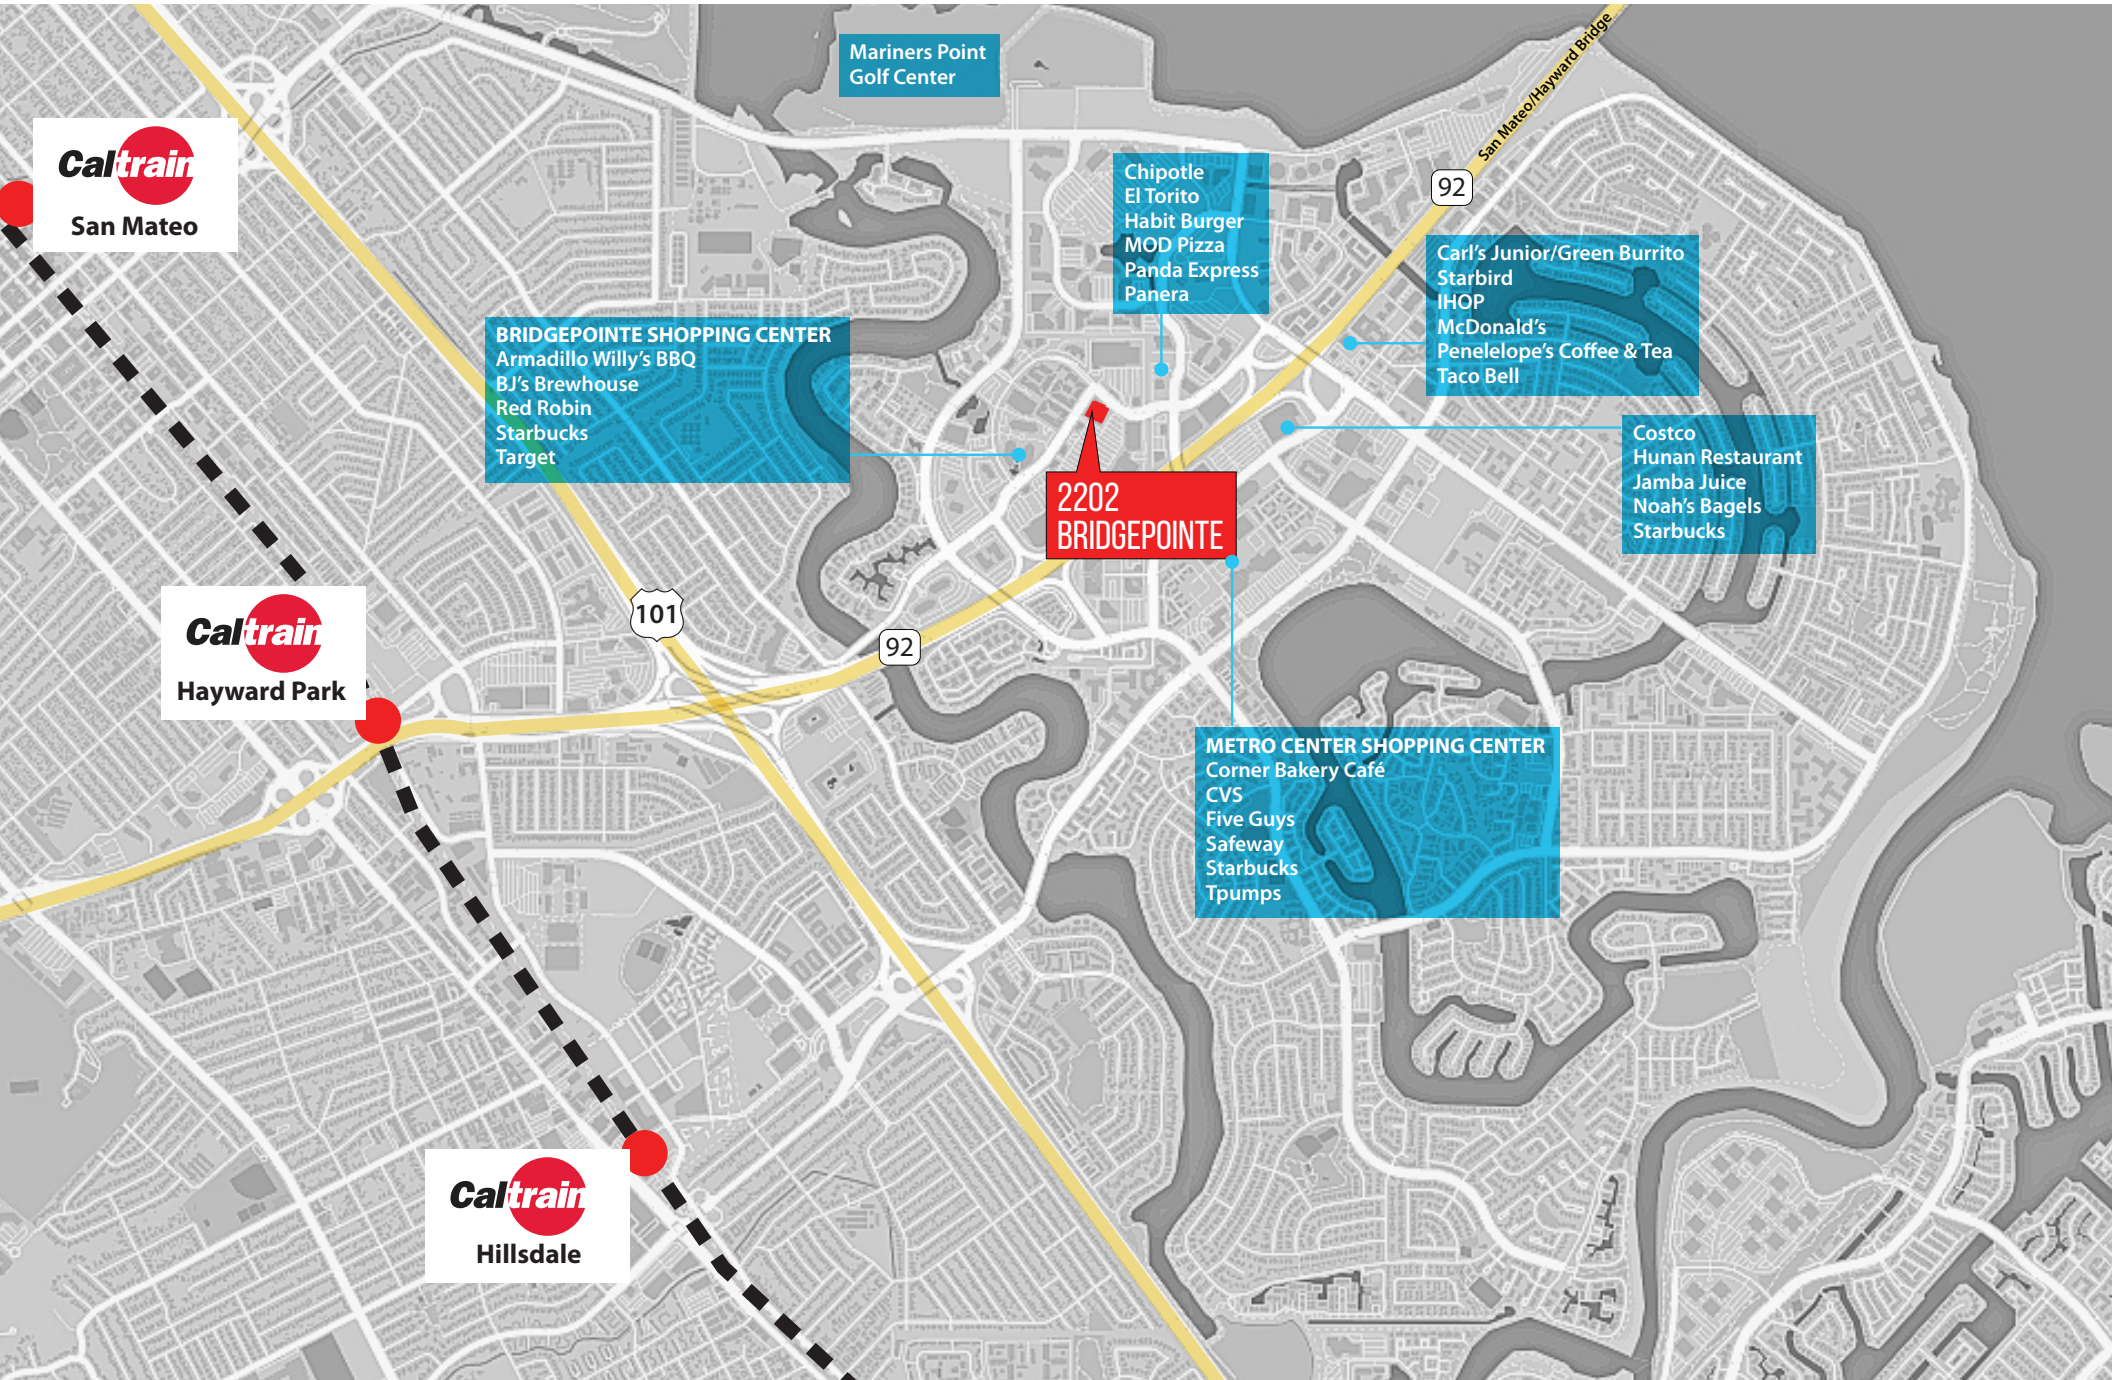 Mariners Point
Golf Center
San Mateo/Hayward Bridge
92
Caltrain
San Mateo
Chipotle
El Torito
Habit Burger
MOD Pizza
Panda Express
Panera
Carl's Junior/Green Burrito
Starbird
IHOP
McDonald's
Penelelope's Coffee & Tea
Taco Bell
BRIDGEPOINTE SHOPPING CENTER
Armadillo Willy's BBQ
BJ's Brewhouse
Red Robin
Starbucks
Target
Costco
Hunan Restaurant
Jamba Juice
Noah's Bagels
Starbucks
2202
BRIDGEPOINTE
101
92
Caltrain
Hayward Park
METRO CENTER SHOPPING CENTER
Corner Bakery Café
CVS
Five Guys
Safeway
Starbucks
Tpumps
Caltrain
Hillsdale